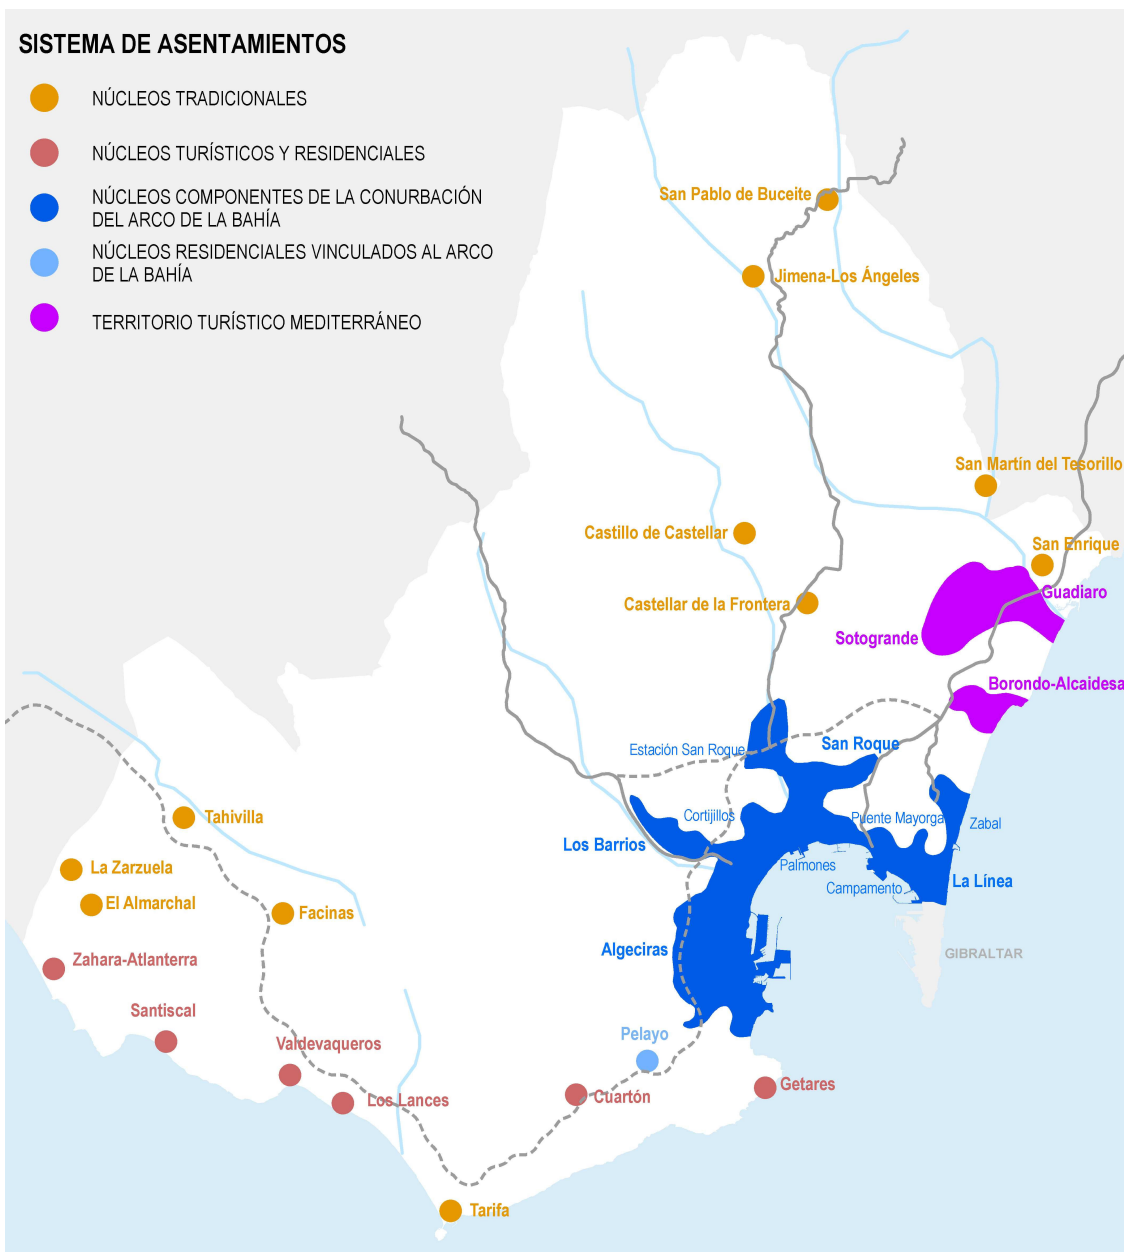 SISTEMA DE ASENTAMIENTOS
NÚCLEOS TRADICIONALES
NÚCLEOS TURÍSTICOS Y RESIDENCIALES
NÚCLEOS COMPONENTES DE LA CONURBACIÓN
DEL ARCO DE LA BAHÍA
NÚCLEOS RESIDENCIALES VINCULADOS AL ARCO
DE LA BAHÍA
TERRITORIO TURÍSTICO MEDITERRÁNEO
San Pablo de Buceite
Jimena-Los Ángeles
San Martín del Tesorillo
Castillo de Castellar
San Enrique
Guadiaro
Castellar de la Frontera
Sotogrande
Borondo-Alcaidesa
Estación San Roque
San Roque
Cortijillos
Puente Mayorga
Zabal
Tahivilla
Los Barrios
Palmones
La Zarzuela
Campamento
La Línea
El Almarchal
Facinas
Algeciras
GIBRALTAR
Zahara-Atlanterra
Santiscal
Pelayo
Valdevaqueros
Getares
Cuartón
Los Lances
Tarifa